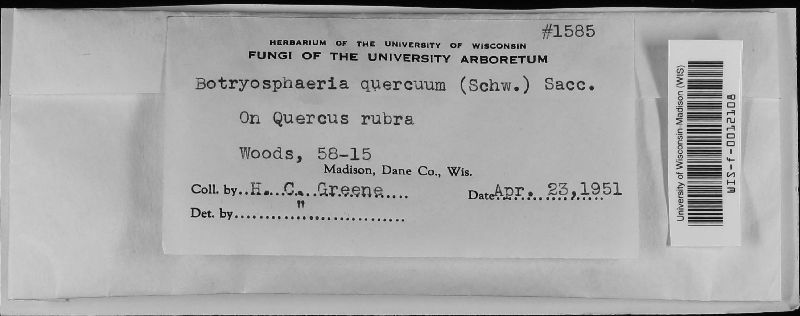 #1585
HERBARIUM OF THE UNIVERSITY OF WISCONSIN
FUNGI OF THE UNIVERSITY ARBORETUM
Botryosphaeria quercuum (Schw.) Sacc.
On Quercus rubra
Woods, 58-15
Madison, Dane Co., Wis.
Coll. by..H. C. Greene.... Date Apr. 23,1951
Det. by.........."..............
University of Wisconsin-Madison (WIS)
WIS-f-0012108